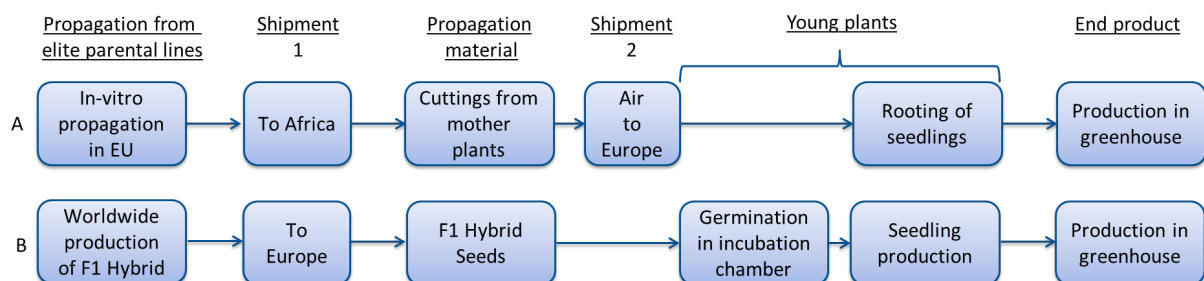 Propagation from
elite parental lines
Shipment
1
Propagation
material
Shipment
2
Young plants
End product
A
In-vitro
propagation
in EU
To Africa
Cuttings from
mother
plants
Air
to
Europe
Rooting of
seedlings
Production in
greenhouse
B
Worldwide
production
of F1 Hybrid
To
Europe
F1 Hybrid
Seeds
Germination
in incubation
chamber
Seedling
production
Production in
greenhouse